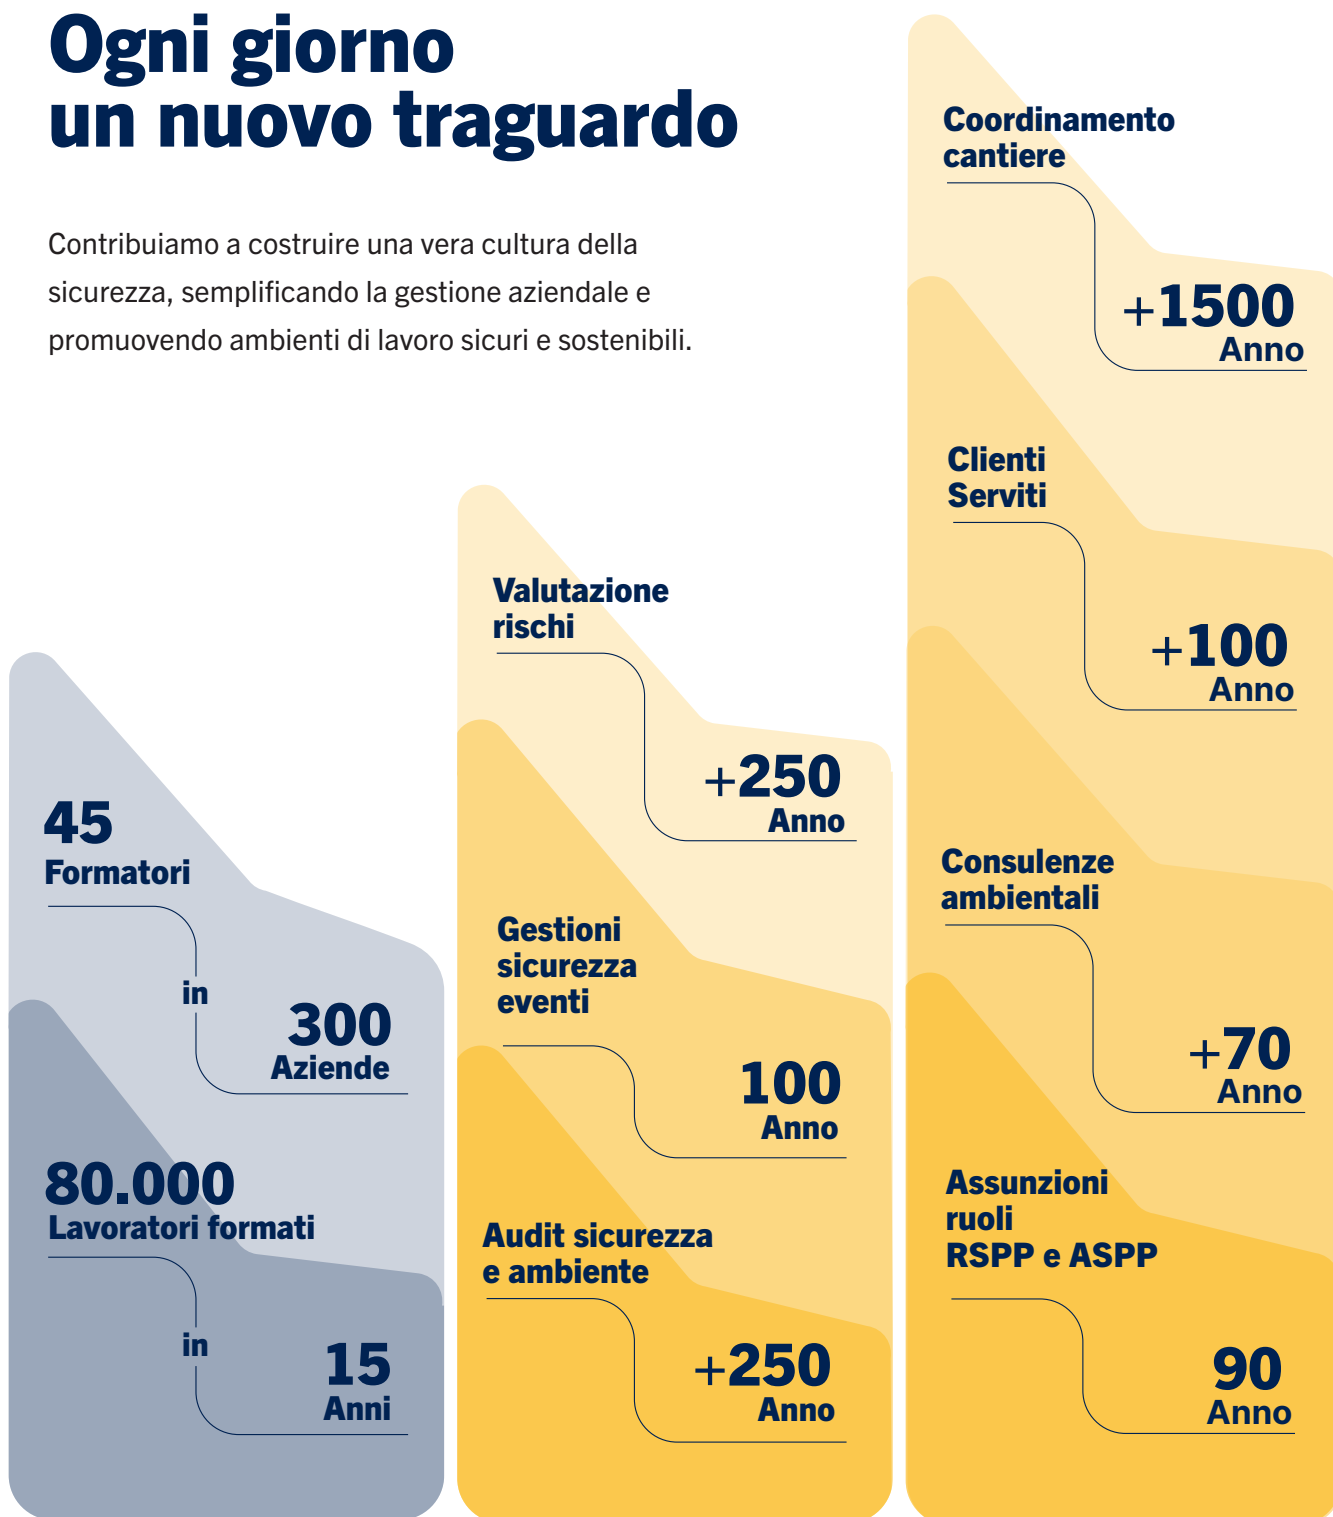 Ogni giorno
un nuovo traguardo
Contribuiamo a costruire una vera cultura della
sicurezza, semplificando la gestione aziendale e
promuovendo ambienti di lavoro sicuri e sostenibili.
45
Formatori
in
300
Aziende
80.000
Lavoratori formati
in
15
Anni
Valutazione
rischi
+250
Anno
Gestioni
sicurezza
eventi
100
Anno
Audit sicurezza
e ambiente
+250
Anno
Coordinamento
cantiere
+1500
Anno
Clienti
Serviti
+100
Anno
Consulenze
ambientali
+70
Anno
Assunzioni
ruoli
RSPP e ASPP
90
Anno